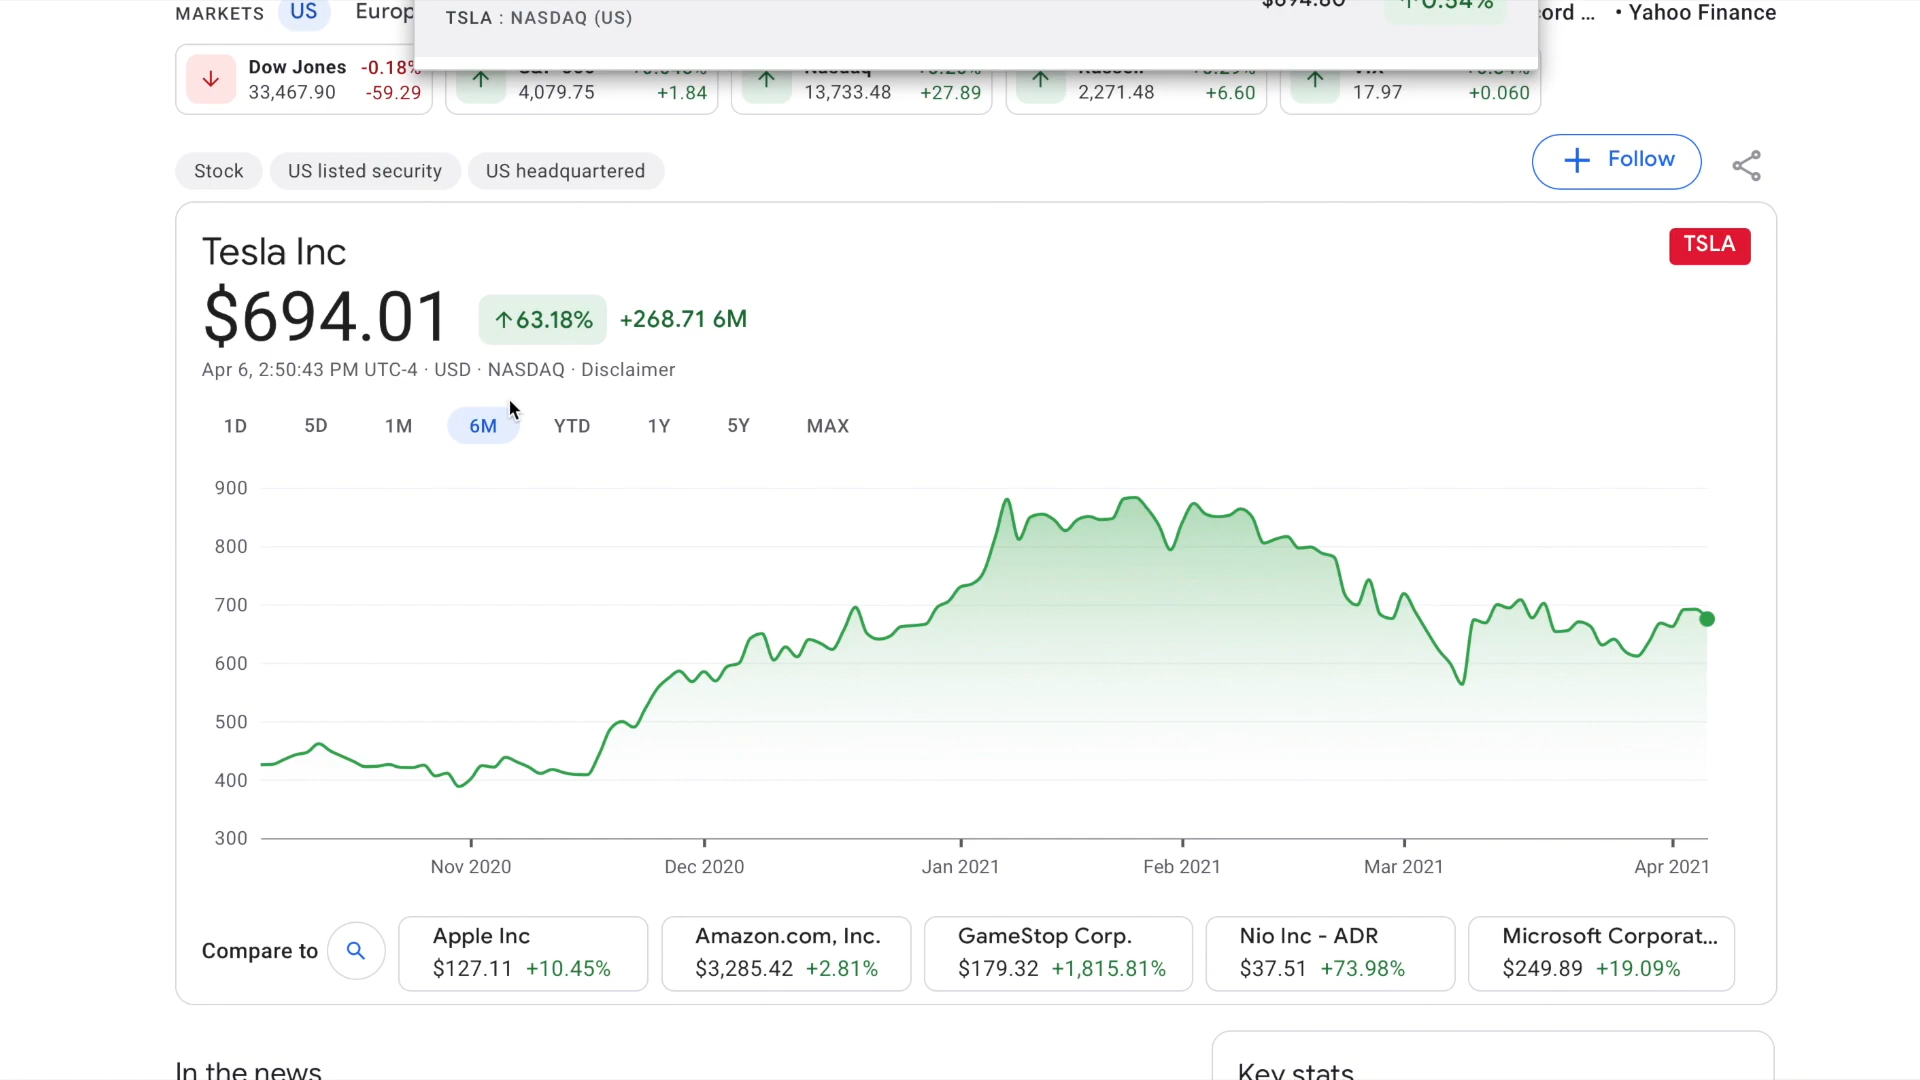 MARKETS US Europ
$694.80 ↑0.54%
TSLA : NASDAQ (US)
ord ... • Yahoo Finance
Dow Jones -0.18%
33,467.90 -59.29
4,079.75 +1.84
Nasdaq
13,733.48 +27.89
Russell
2,271.48 +6.60
VIX
17.97 +0.060
Stock US listed security US headquartered
Follow
Tesla Inc
TSLA
$694.01 ↑63.18% +268.71 6M
Apr 6, 2:50:43 PM UTC-4 · USD · NASDAQ · Disclaimer
1D 5D 1M 6M YTD 1Y 5Y MAX
900
800
700
600
500
400
300
Nov 2020 Dec 2020 Jan 2021 Feb 2021 Mar 2021 Apr 2021
Compare to
Apple Inc
$127.11 +10.45%
Amazon.com, Inc.
$3,285.42 +2.81%
GameStop Corp.
$179.32 +1,815.81%
Nio Inc - ADR
$37.51 +73.98%
Microsoft Corporat...
$249.89 +19.09%
In the news
Key stats